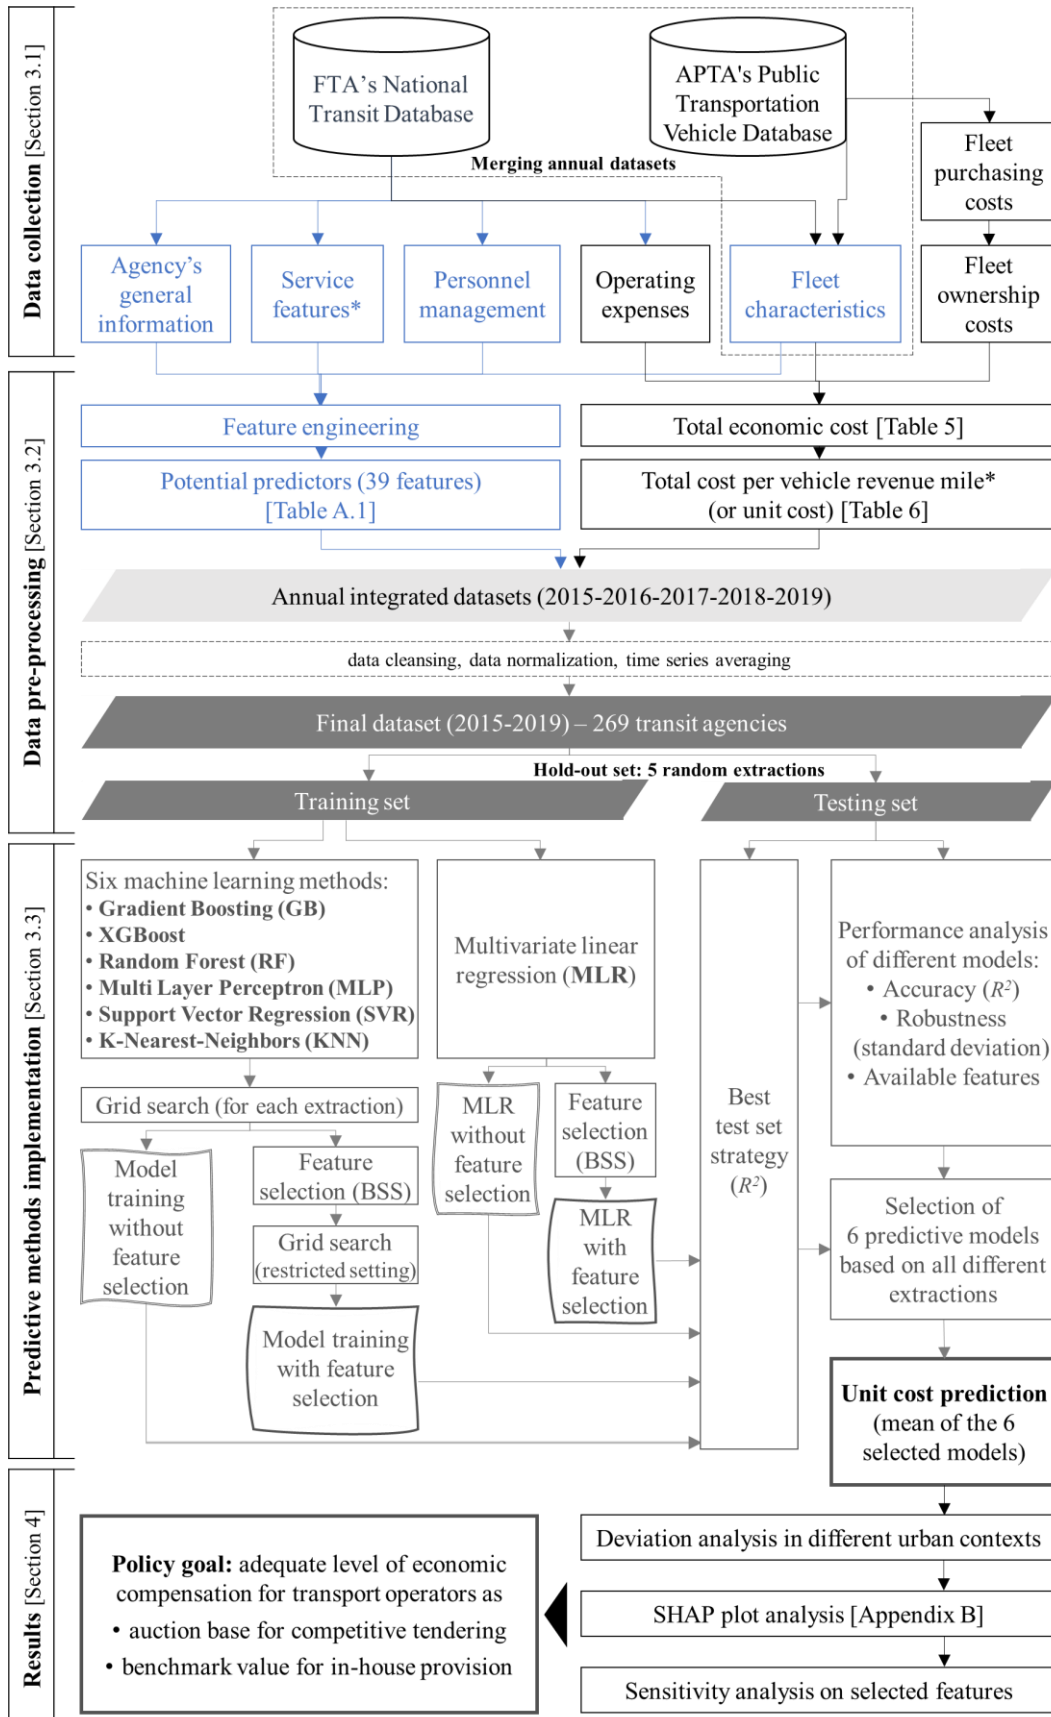 Data collection [Section 3.1]
FTA's National
Transit Database
APTA's Public
Transportation
Vehicle Database
Merging annual datasets
Fleet
purchasing
costs
Agency's
general
information
Service
features*
Personnel
management
Operating
expenses
Fleet
characteristics
Fleet
ownership
costs
Data pre-processing [Section 3.2]
Feature engineering
Total economic cost [Table 5]
Potential predictors (39 features)
[Table A.1]
Total cost per vehicle revenue mile*
(or unit cost) [Table 6]
Annual integrated datasets (2015-2016-2017-2018-2019)
data cleansing, data normalization, time series averaging
Final dataset (2015-2019) – 269 transit agencies
Hold-out set: 5 random extractions
Training set
Testing set
Predictive methods implementation [Section 3.3]
Six machine learning methods:
• Gradient Boosting (GB)
• XGBoost
• Random Forest (RF)
• Multi Layer Perceptron (MLP)
• Support Vector Regression (SVR)
• K-Nearest-Neighbors (KNN)
Multivariate linear
regression (MLR)
Grid search (for each extraction)
Model
training
without
feature
selection
Feature
selection (BSS)
Grid search
(restricted setting)
Model training
with feature
selection
MLR
without
feature
selection
Feature
selection
(BSS)
MLR
with
feature
selection
Best
test set
strategy
(R²)
Performance analysis
of different models:
• Accuracy (R²)
• Robustness
(standard deviation)
• Available features
Selection of
6 predictive models
based on all different
extractions
Unit cost prediction
(mean of the 6
selected models)
Results [Section 4]
Policy goal: adequate level of economic
compensation for transport operators as
• auction base for competitive tendering
• benchmark value for in-house provision
Deviation analysis in different urban contexts
SHAP plot analysis [Appendix B]
Sensitivity analysis on selected features